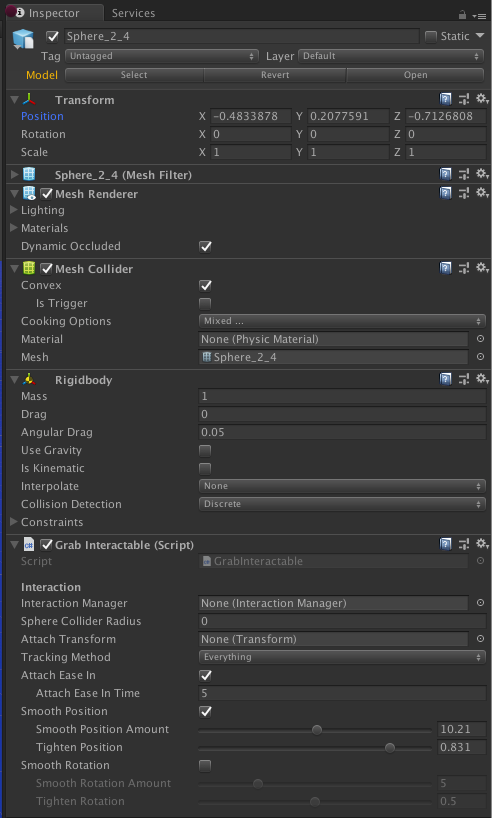 Inspector Services
Sphere_2_4 Static
Tag Untagged Layer Default
Model Select Revert Open
Transform
Position X -0.4833878 Y 0.2077591 Z -0.7126808
Rotation X 0 Y 0 Z 0
Scale X 1 Y 1 Z 1
Sphere_2_4 (Mesh Filter)
Mesh Renderer
Lighting
Materials
Dynamic Occluded
Mesh Collider
Convex
Is Trigger
Cooking Options Mixed ...
Material None (Physic Material)
Mesh Sphere_2_4
Rigidbody
Mass 1
Drag 0
Angular Drag 0.05
Use Gravity
Is Kinematic
Interpolate None
Collision Detection Discrete
Constraints
Grab Interactable (Script)
Script GrabInteractable
Interaction
Interaction Manager None (Interaction Manager)
Sphere Collider Radius 0
Attach Transform None (Transform)
Tracking Method Everything
Attach Ease In
Attach Ease In Time 5
Smooth Position
Smooth Position Amount 10.21
Tighten Position 0.831
Smooth Rotation
Smooth Rotation Amount 5
Tighten Rotation 0.5